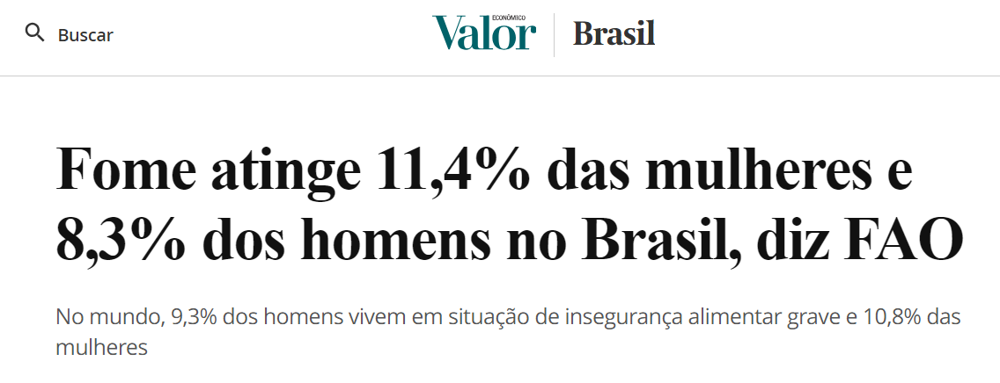 Buscar
ECONÔMICO
Valor
Brasil
Fome atinge 11,4% das mulheres e
8,3% dos homens no Brasil, diz FAO
No mundo, 9,3% dos homens vivem em situação de insegurança alimentar grave e 10,8% das
mulheres